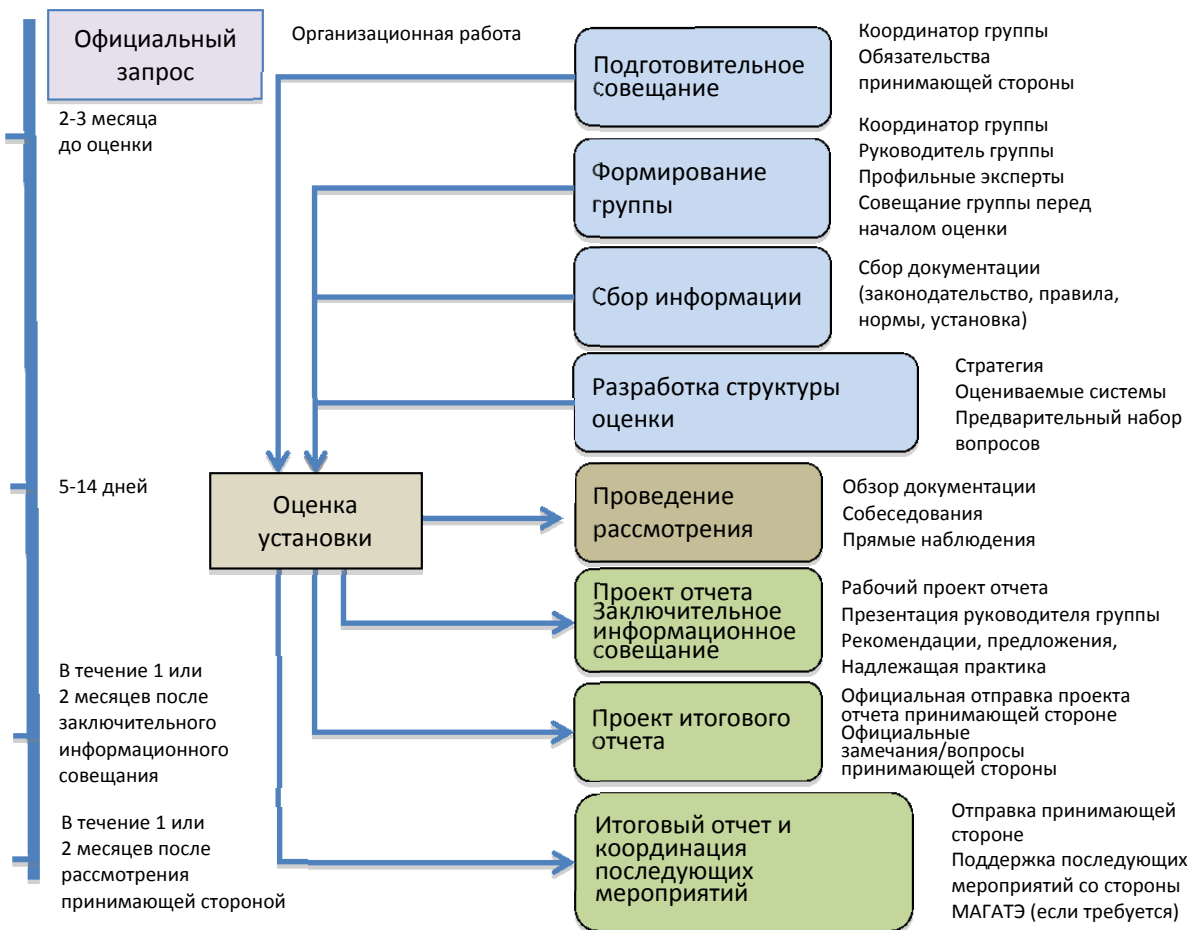 Официальный
запрос
Организационная работа
Подготовительное
совещание
Координатор группы
Обязательства
принимающей стороны
2-3 месяца
до оценки
Формирование
группы
Координатор группы
Руководитель группы
Профильные эксперты
Совещание группы перед
началом оценки
Сбор информации
Сбор документации
(законодательство, правила,
нормы, установка)
Разработка структуры
оценки
Стратегия
Оцениваемые системы
Предварительный набор
вопросов
5-14 дней
Оценка
установки
Проведение
рассмотрения
Обзор документации
Собеседования
Прямые наблюдения
Проект отчета
Заключительное
информационное
совещание
Рабочий проект отчета
Презентация руководителя группы
Рекомендации, предложения,
Надлежащая практика
В течение 1 или
2 месяцев после
заключительного
информационного
совещания
Проект итогового
отчета
Официальная отправка проекта
отчета принимающей стороне
Официальные
замечания/вопросы
принимающей стороны
В течение 1 или
2 месяцев после
рассмотрения
принимающей стороной
Итоговый отчет и
координация
последующих
мероприятий
Отправка принимающей
стороне
Поддержка последующих
мероприятий со стороны
МАГАТЭ (если требуется)